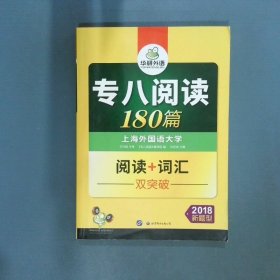 华研外语
专八阅读
180篇
上海外国语大学
阅读+词汇
双突破
2018
新题型